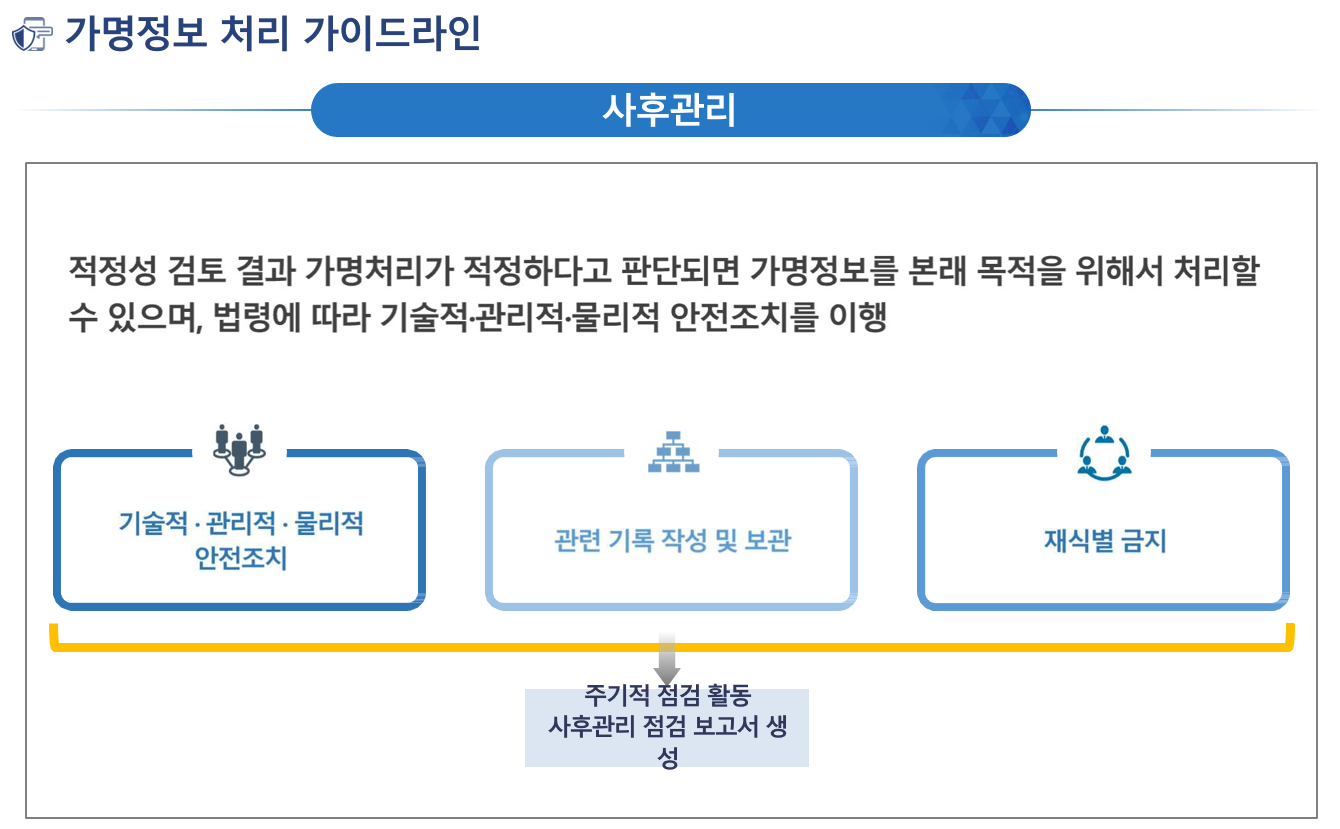 가명정보 처리 가이드라인
사후관리
적정성 검토 결과 가명처리가 적정하다고 판단되면 가명정보를 본래 목적을 위해서 처리할
수 있으며, 법령에 따라 기술적·관리적·물리적 안전조치를 이행
기술적 · 관리적 · 물리적
안전조치
관련 기록 작성 및 보관
재식별 금지
주기적 점검 활동
사후관리 점검 보고서 생
성